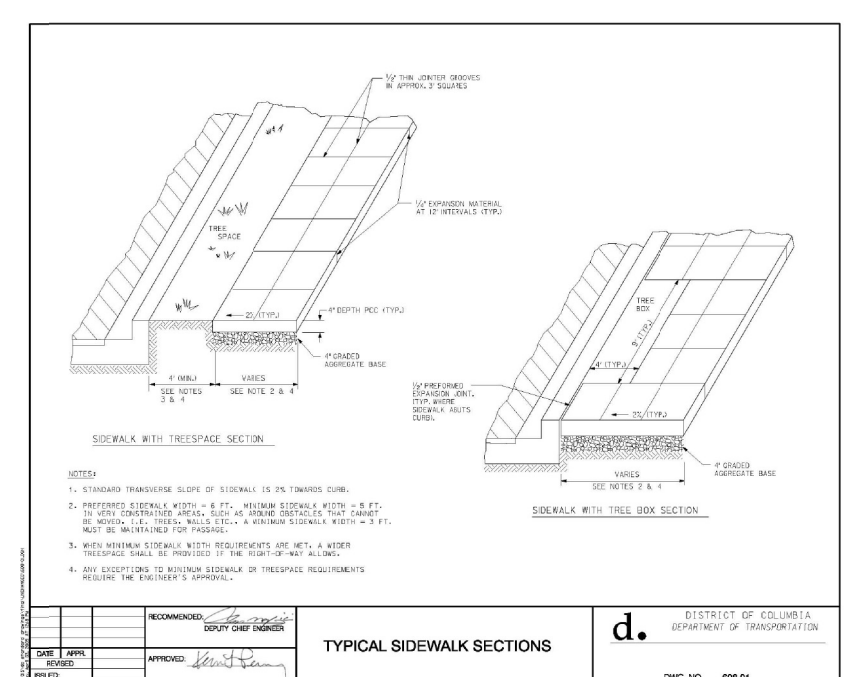 1/8" THIN JOINTER GROOVES
IN APPROX. 3' SQUARES
1/4" EXPANSION MATERIAL
AT 12' INTERVALS (TYP.)
TREE
SPACE
2% (TYP.)
4" DEPTH PCC (TYP.)
4" GRADED
AGGREGATE BASE
4' (MIN.)
VARIES
SEE NOTES
3 & 4
SEE NOTE 2 & 4
SIDEWALK WITH TREESPACE SECTION
TREE
BOX
9' (TYP.)
4' (TYP.)
1/2" PREFORMED
EXPANSION JOINT,
(TYP. WHERE
SIDEWALK ABUTS
CURB).
2% (TYP.)
4" GRADED
AGGREGATE BASE
VARIES
SEE NOTES 2 & 4
SIDEWALK WITH TREE BOX SECTION
NOTES:
1. STANDARD TRANSVERSE SLOPE OF SIDEWALK IS 2% TOWARDS CURB.
2. PREFERRED SIDEWALK WIDTH = 6 FT. MINIMUM SIDEWALK WIDTH = 5 FT.
IN VERY CONSTRAINED AREAS, SUCH AS AROUND OBSTACLES THAT CANNOT
BE MOVED, I.E. TREES, WALLS ETC., A MINIMUM SIDEWALK WIDTH = 3 FT.
MUST BE MAINTAINED FOR PASSAGE.
3. WHEN MINIMUM SIDEWALK WIDTH REQUIREMENTS ARE MET, A WIDER
TREESPACE SHALL BE PROVIDED IF THE RIGHT-OF-WAY ALLOWS.
4. ANY EXCEPTIONS TO MINIMUM SIDEWALK OR TREESPACE REQUIREMENTS
REQUIRE THE ENGINEER'S APPROVAL.
DATE APPR.
REVISED
ISSUED:
RECOMMENDED:
DEPUTY CHIEF ENGINEER
APPROVED:
TYPICAL SIDEWALK SECTIONS
d.
DISTRICT OF COLUMBIA
DEPARTMENT OF TRANSPORTATION
DWG. NO.